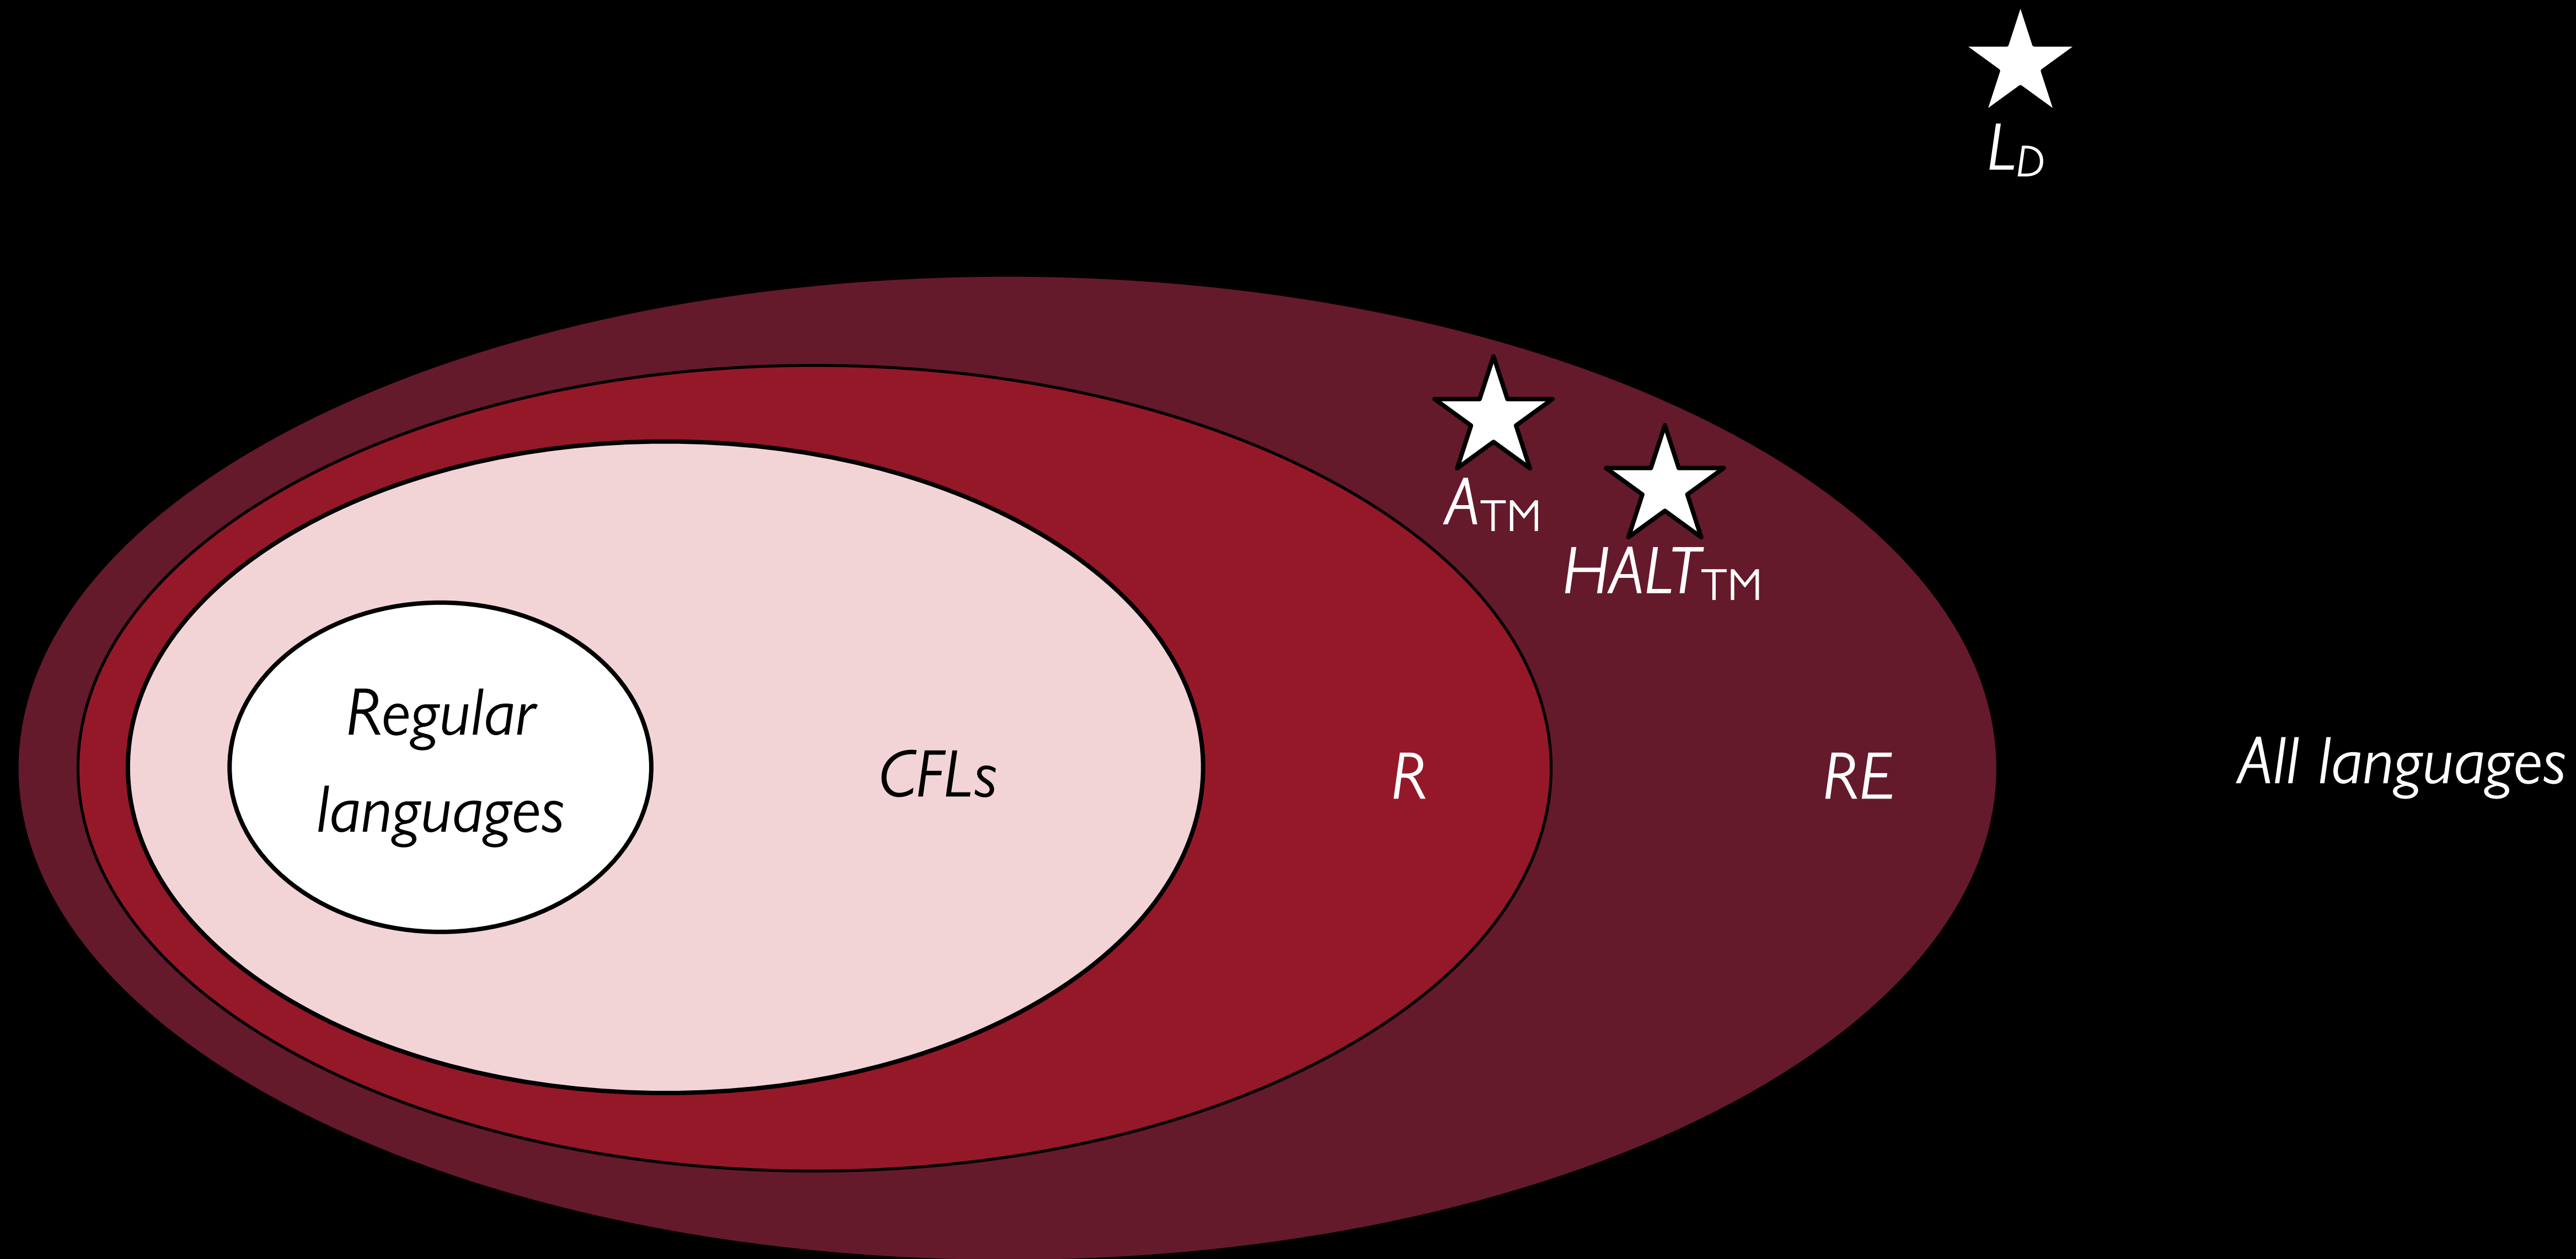 L_D
A_TM
HALT_TM
Regular
languages
CFLs
R
RE
All languages